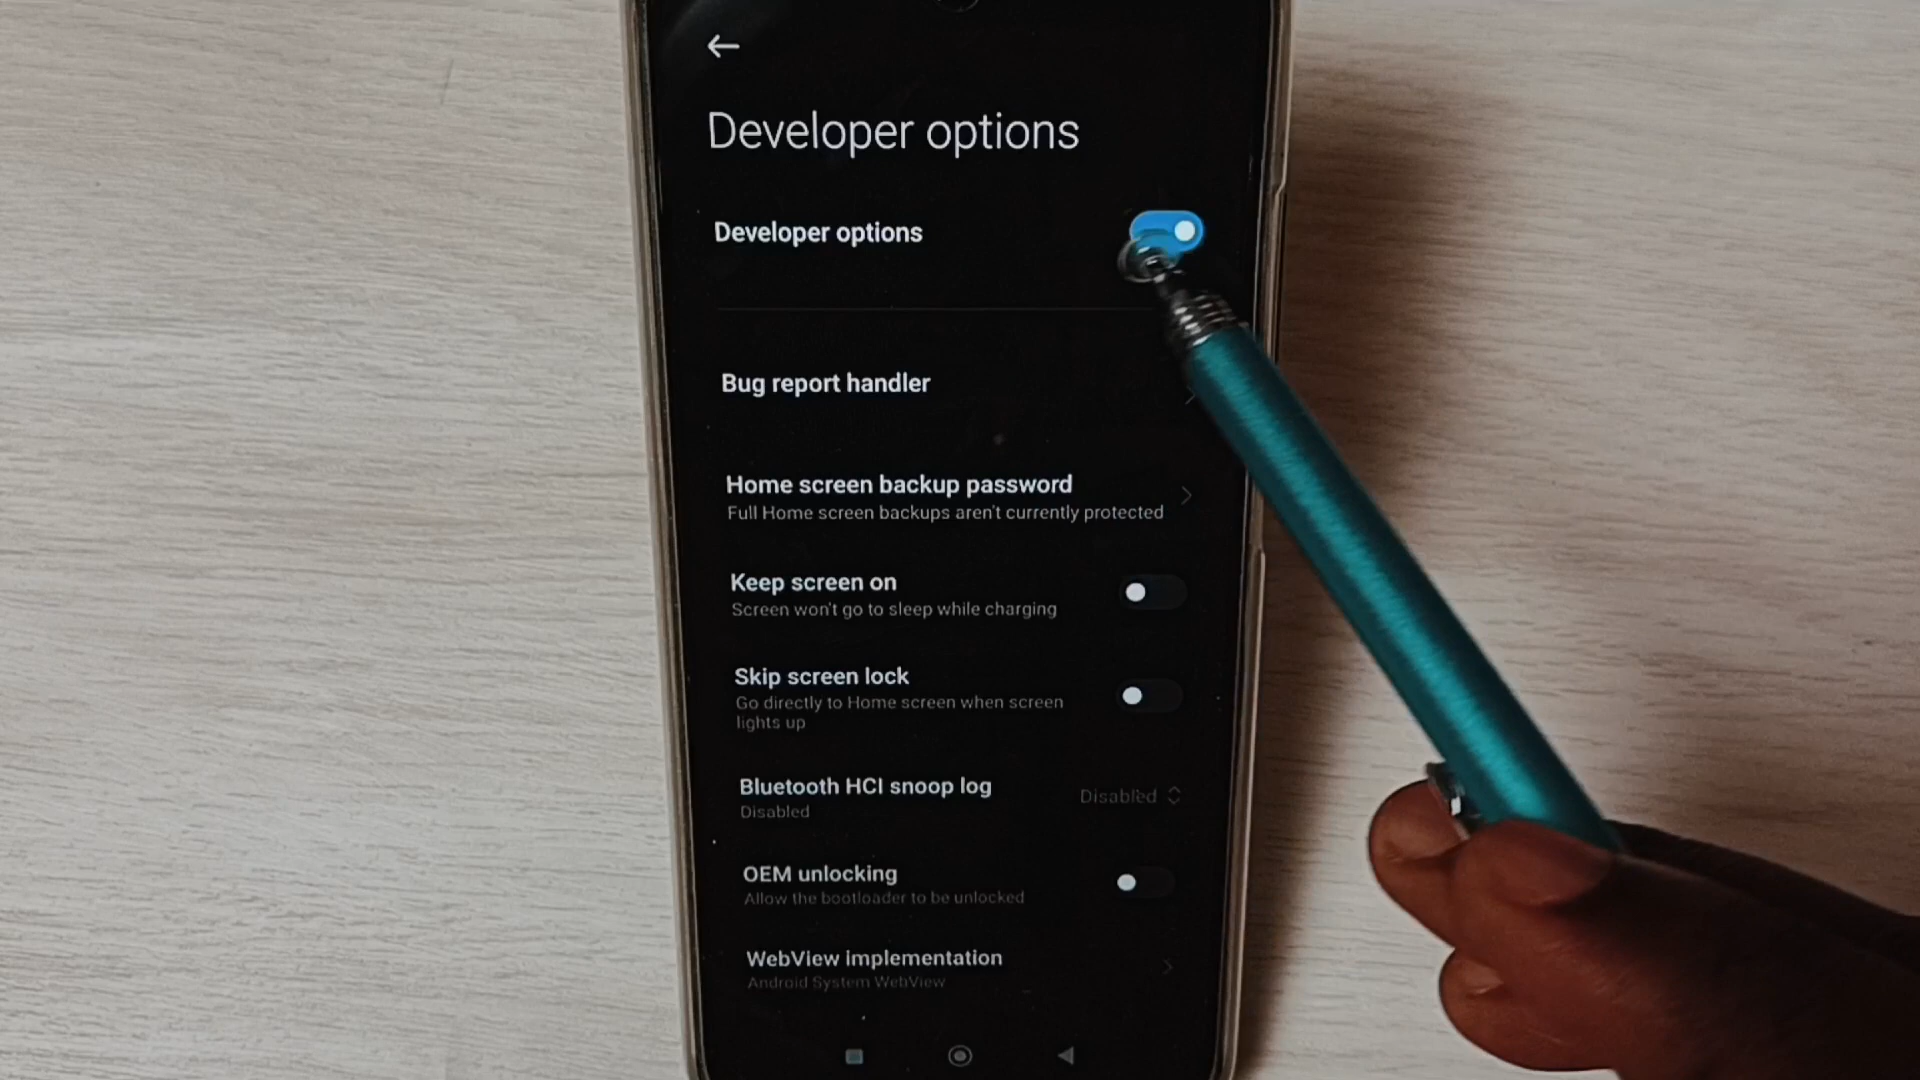 Developer options
Developer options
Bug report handler
Home screen backup password
Full Home screen backups aren't currently protected
Keep screen on
Screen won't go to sleep while charging
Skip screen lock
Go directly to Home screen when screen
lights up
Bluetooth HCI snoop log
Disabled
Disabled
OEM unlocking
Allow the bootloader to be unlocked
WebView implementation
Android System WebView